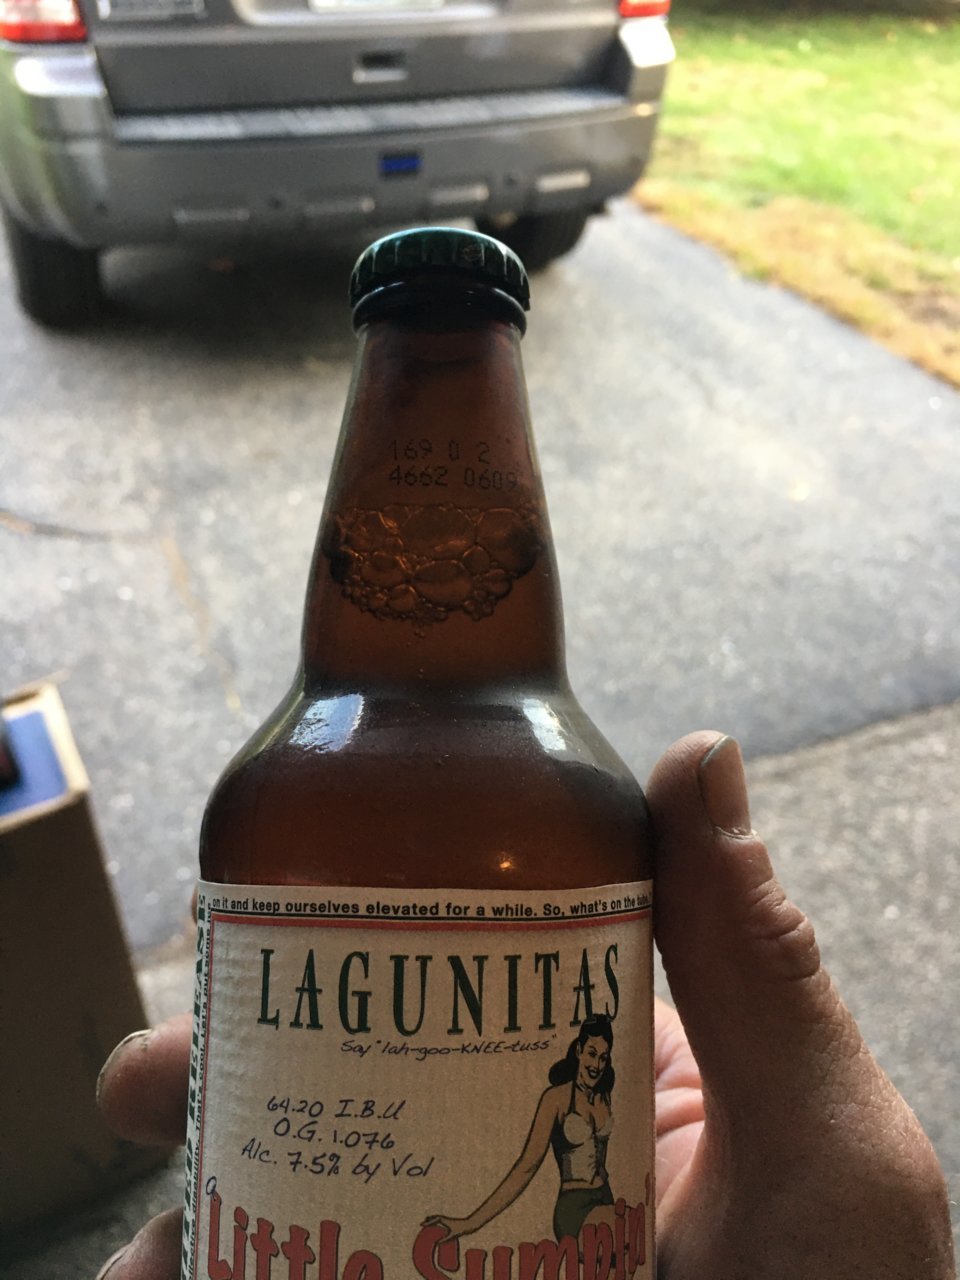 169 0 2
4662 0609
on it and keep ourselves elevated for a while. So, what's on the tube
LAGUNITAS
Say "lah-goo-KNEE-tuss"
64.20 I.B.U
O.G. 1.076
Alc. 7.5% by Vol
a
Little Sumpin'